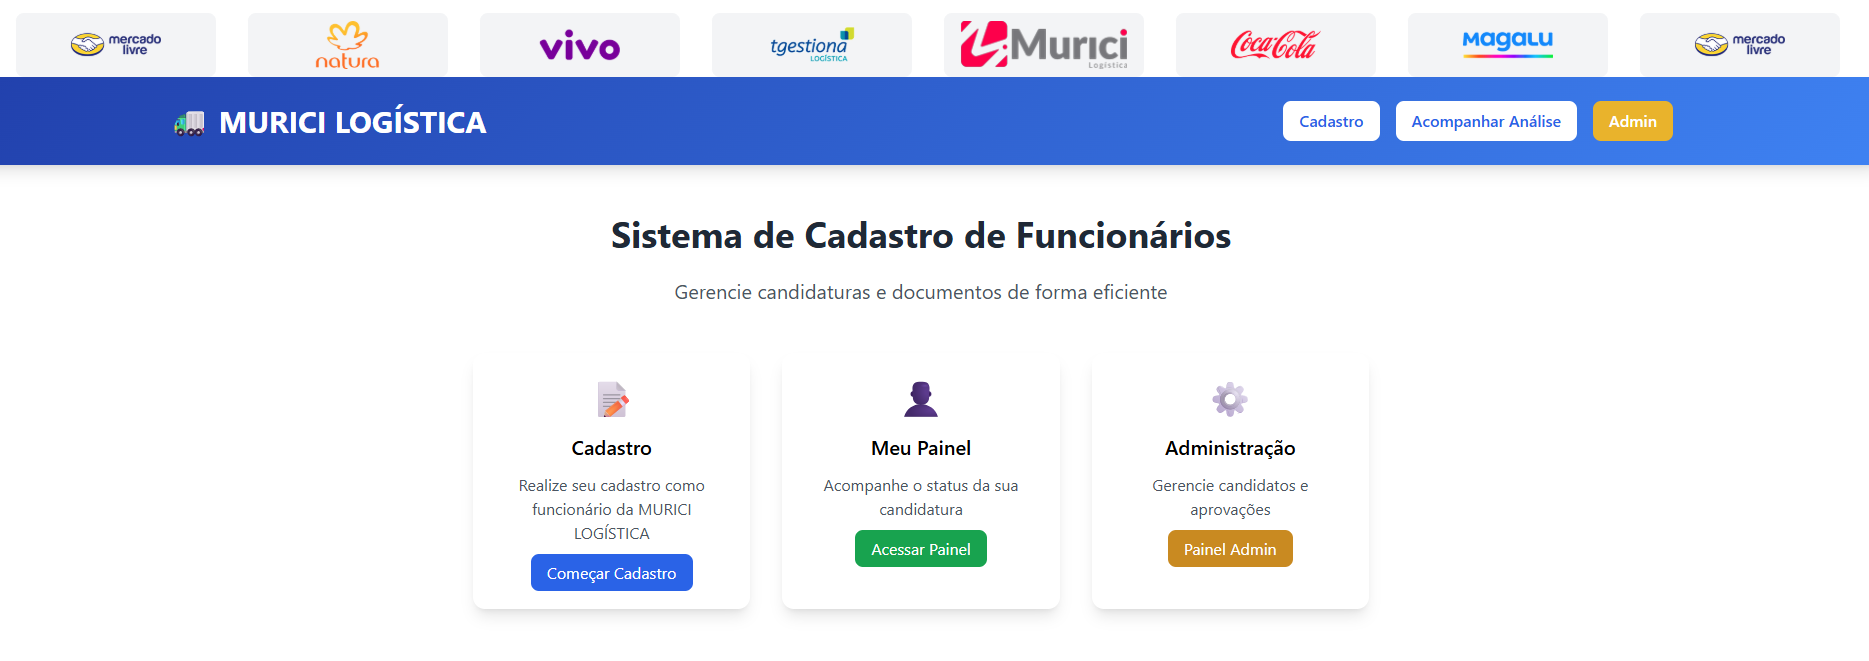 mercado
livre
natura
vivo
tgestiona
LOGÍSTICA
Murici
Logística
Coca-Cola
Magalu
mercado
livre
MURICI LOGÍSTICA
Cadastro
Acompanhar Análise
Admin
Sistema de Cadastro de Funcionários
Gerencie candidaturas e documentos de forma eficiente
Cadastro
Realize seu cadastro como
funcionário da MURICI
LOGÍSTICA
Começar Cadastro
Meu Painel
Acompanhe o status da sua
candidatura
Acessar Painel
Administração
Gerencie candidatos e
aprovações
Painel Admin